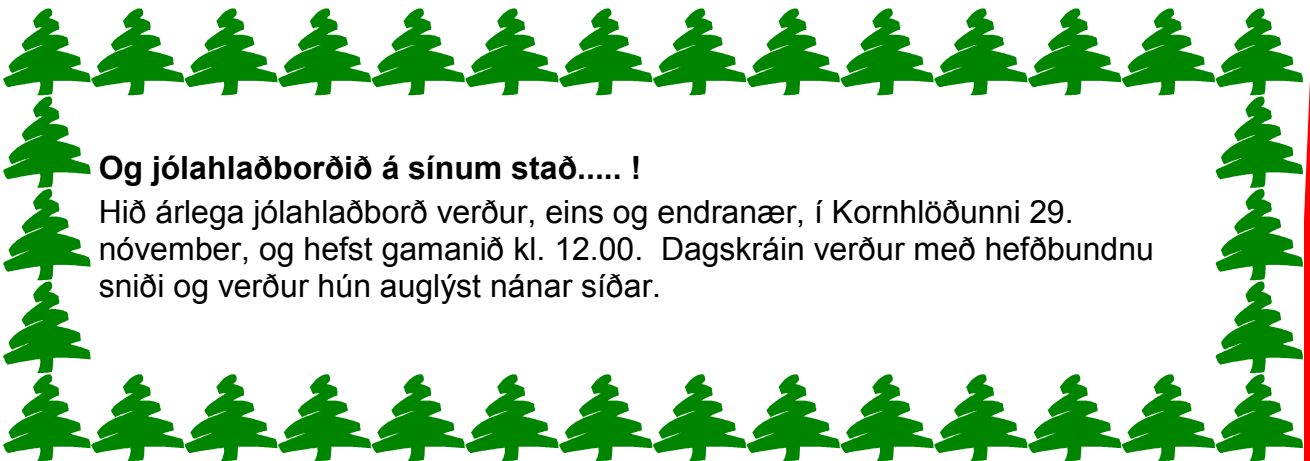 Og jólahlaðborðið á sínum stað..... !
Hið árlega jólahlaðborð verður, eins og endranær, í Kornhlöðunni 29.
nóvember, og hefst gamanið kl. 12.00.  Dagskráin verður með hefðbundnu
sniði og verður hún auglýst nánar síðar.